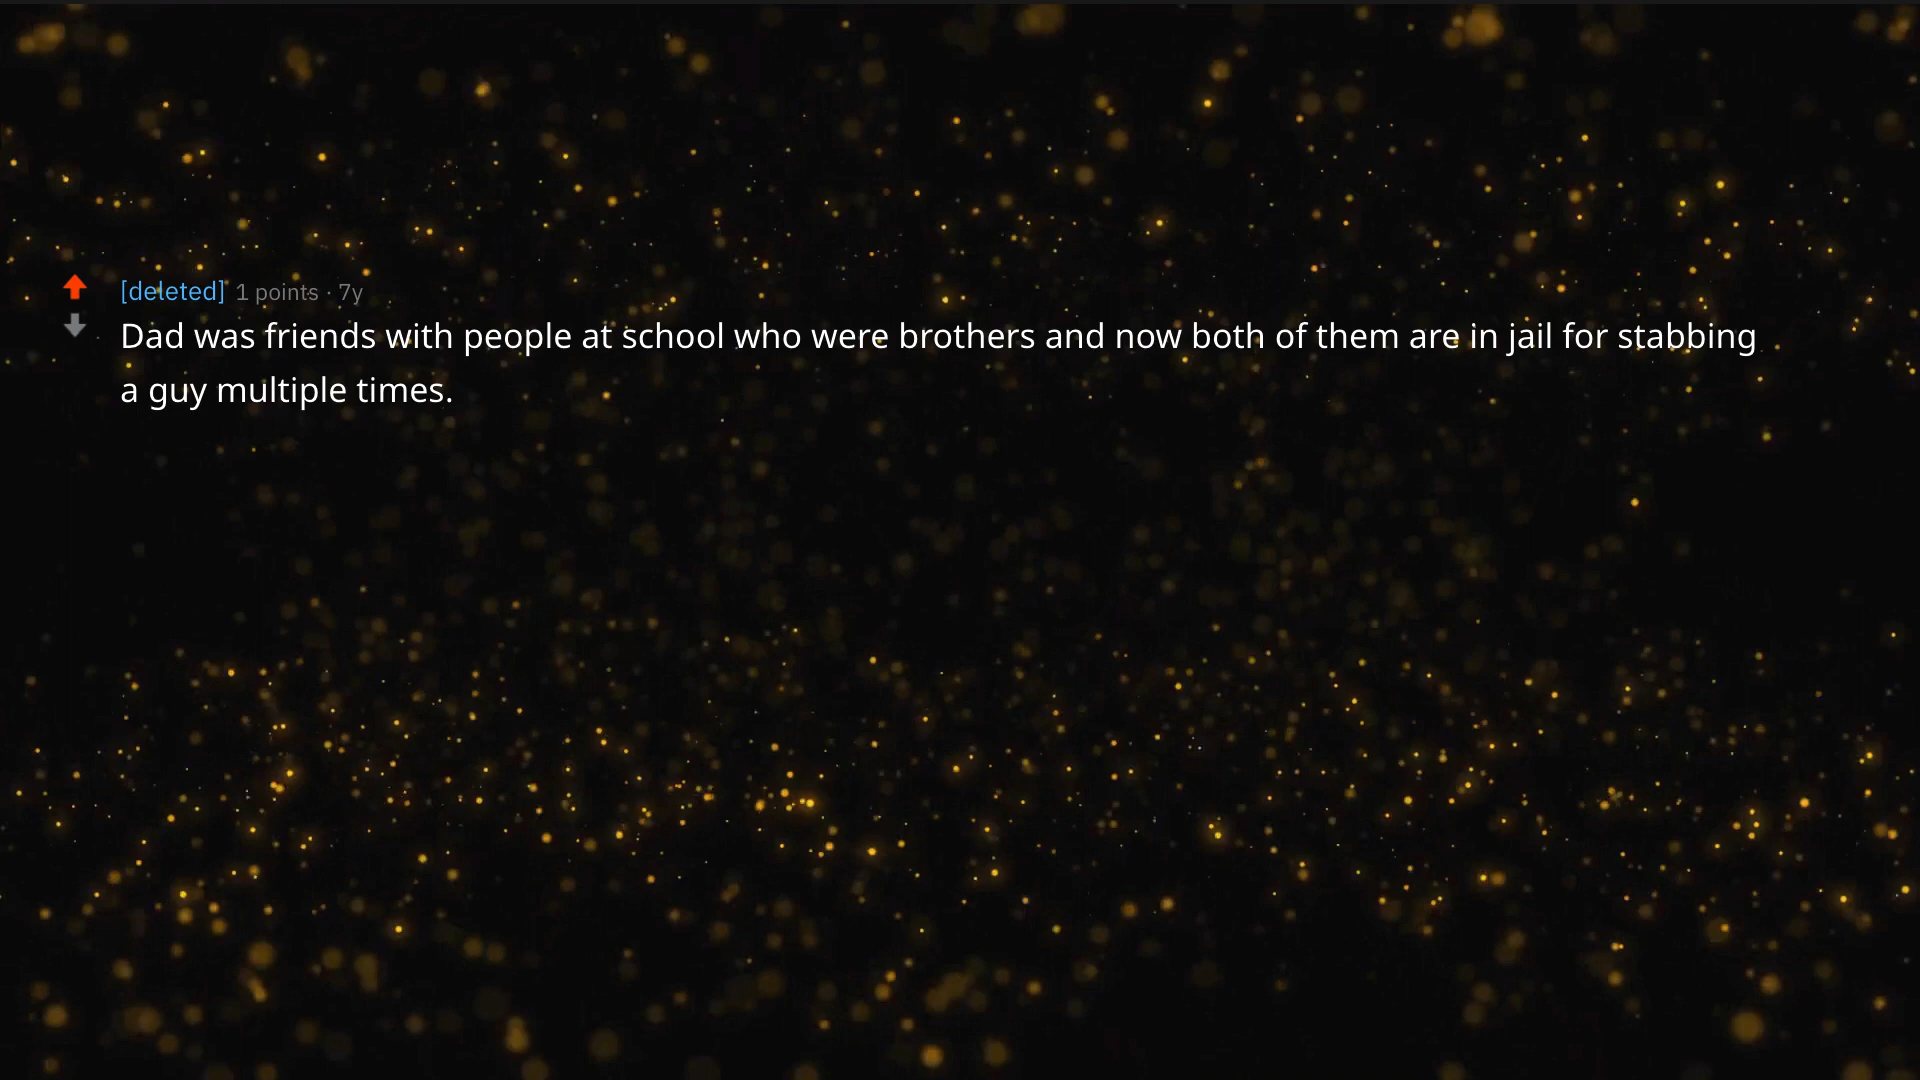 [deleted] 1 points · 7y
Dad was friends with people at school who were brothers and now both of them are in jail for stabbing
a guy multiple times.